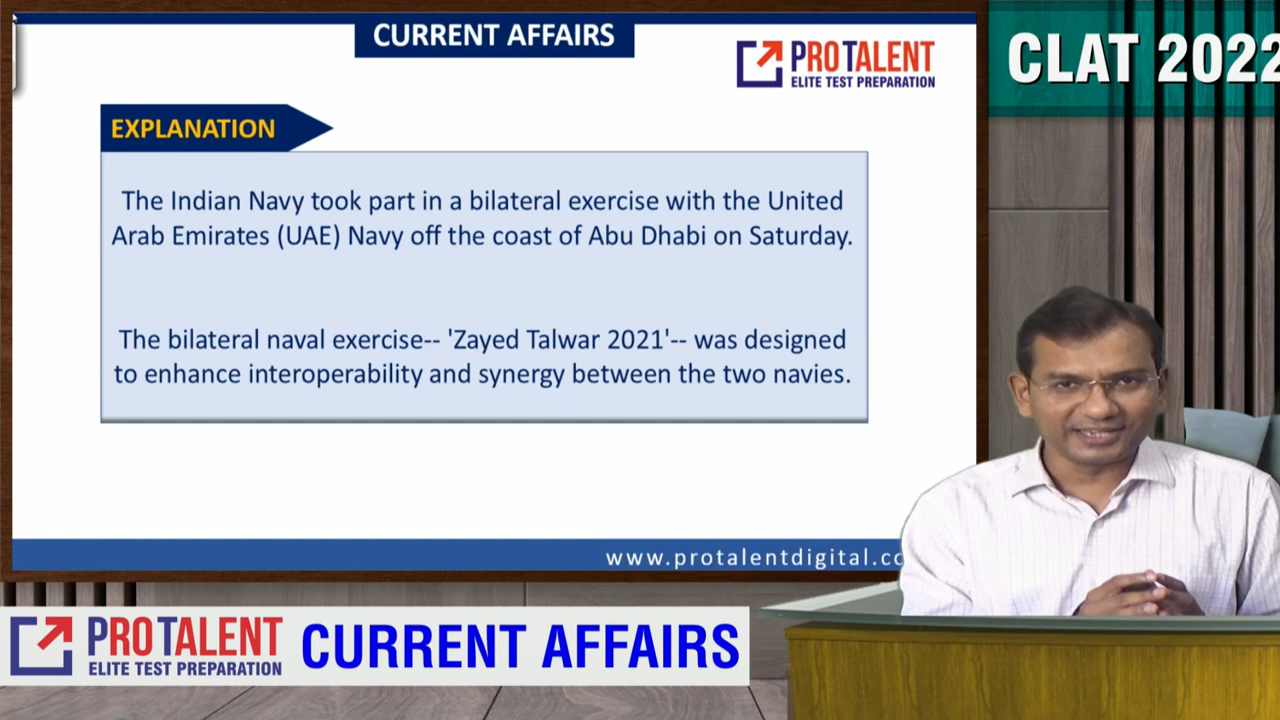 CURRENT AFFAIRS
PROTALENT
ELITE TEST PREPARATION
CLAT 2022
EXPLANATION
The Indian Navy took part in a bilateral exercise with the United
Arab Emirates (UAE) Navy off the coast of Abu Dhabi on Saturday.
The bilateral naval exercise-- 'Zayed Talwar 2021'-- was designed
to enhance interoperability and synergy between the two navies.
www.protalentdigital.co
PROTALENT
ELITE TEST PREPARATION
CURRENT AFFAIRS